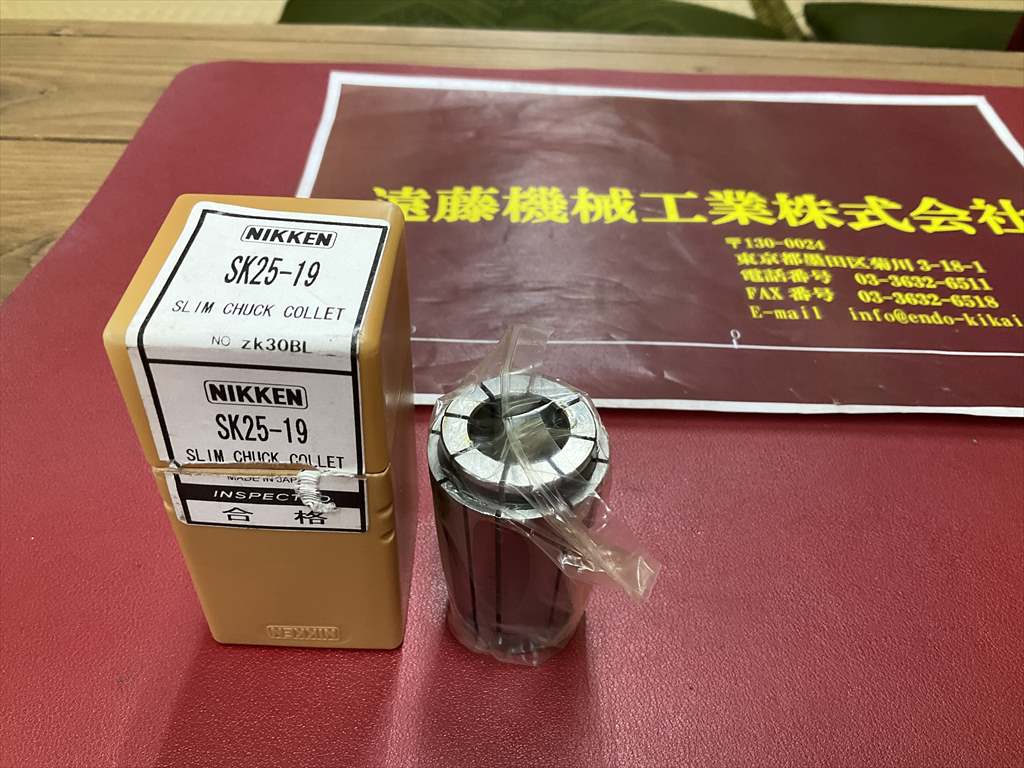 NIKKEN
SK25-19
SLIM CHUCK COLLET
NO zk30BL
NIKKEN
SK25-19
SLIM CHUCK COLLET
MADE IN
INSPECTED
合格
NIKKEN
遠藤機械工業株式会社
〒130-0024
東京都墨田区菊川3-18-1
電話番号 03-3632-6511
FAX番号 03-3632-6518
E-mail info@endo-kikai